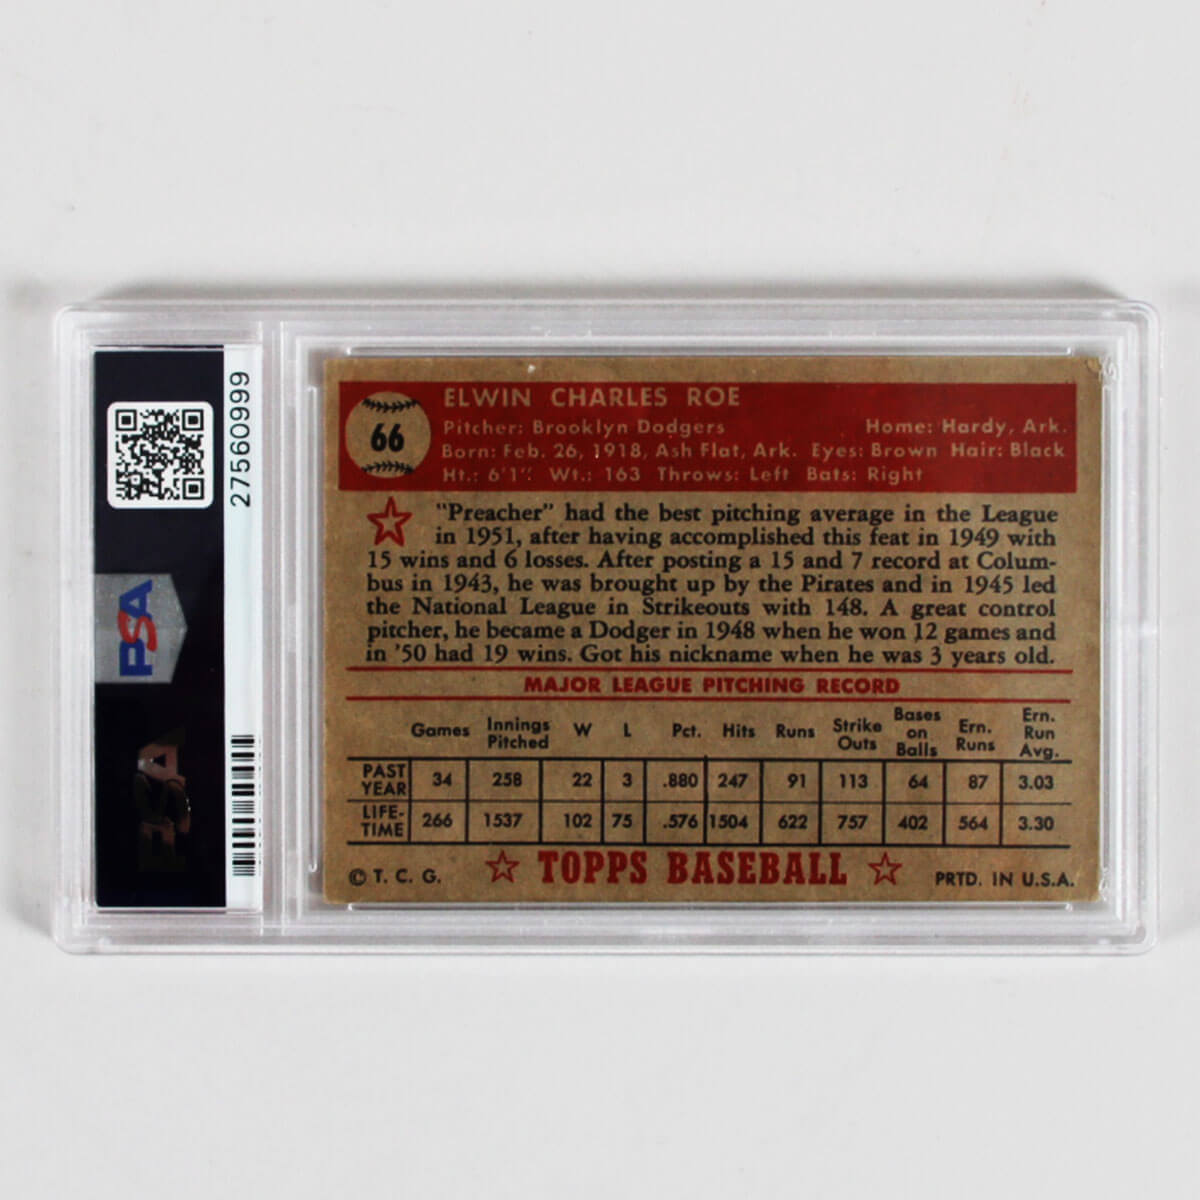 27560999
PSA
PSA
66
ELWIN CHARLES ROE
Pitcher: Brooklyn Dodgers Home: Hardy, Ark.
Born: Feb. 26, 1918, Ash Flat, Ark. Eyes: Brown Hair: Black
Ht.: 6'1" Wt.: 163 Throws: Left Bats: Right
"Preacher" had the best pitching average in the League
in 1951, after having accomplished this feat in 1949 with
15 wins and 6 losses. After posting a 15 and 7 record at Colum-
bus in 1943, he was brought up by the Pirates and in 1945 led
the National League in Strikeouts with 148. A great control
pitcher, he became a Dodger in 1948 when he won 12 games and
in '50 had 19 wins. Got his nickname when he was 3 years old.
MAJOR LEAGUE PITCHING RECORD
Games Innings Pitched W L Pct. Hits Runs Strike Outs Bases on Balls Ern. Runs Ern. Run Avg.
PAST YEAR 34 258 22 3 .880 247 91 113 64 87 3.03
LIFE-TIME 266 1537 102 75 .576 1504 622 757 402 564 3.30
© T. C. G. TOPPS BASEBALL PRTD. IN U.S.A.